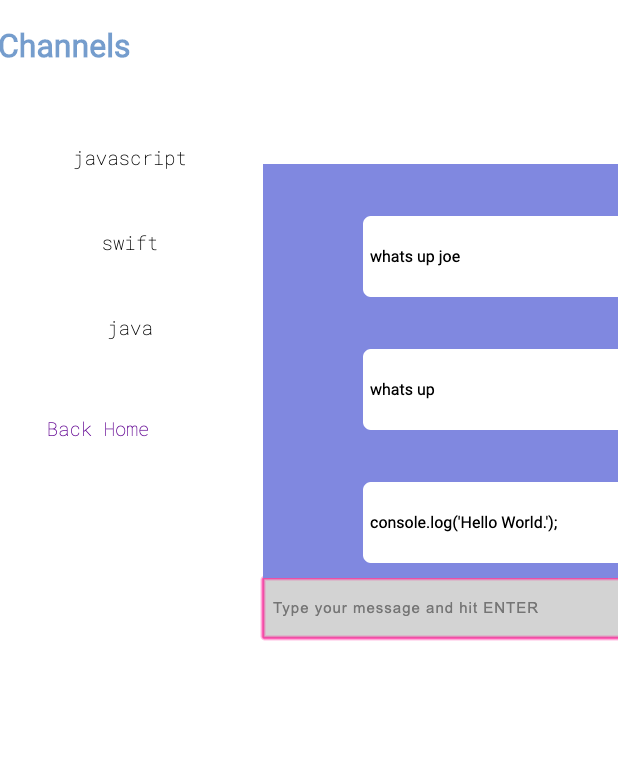 Channels
javascript
swift
java
Back Home
whats up joe
whats up
console.log('Hello World.');
Type your message and hit ENTER